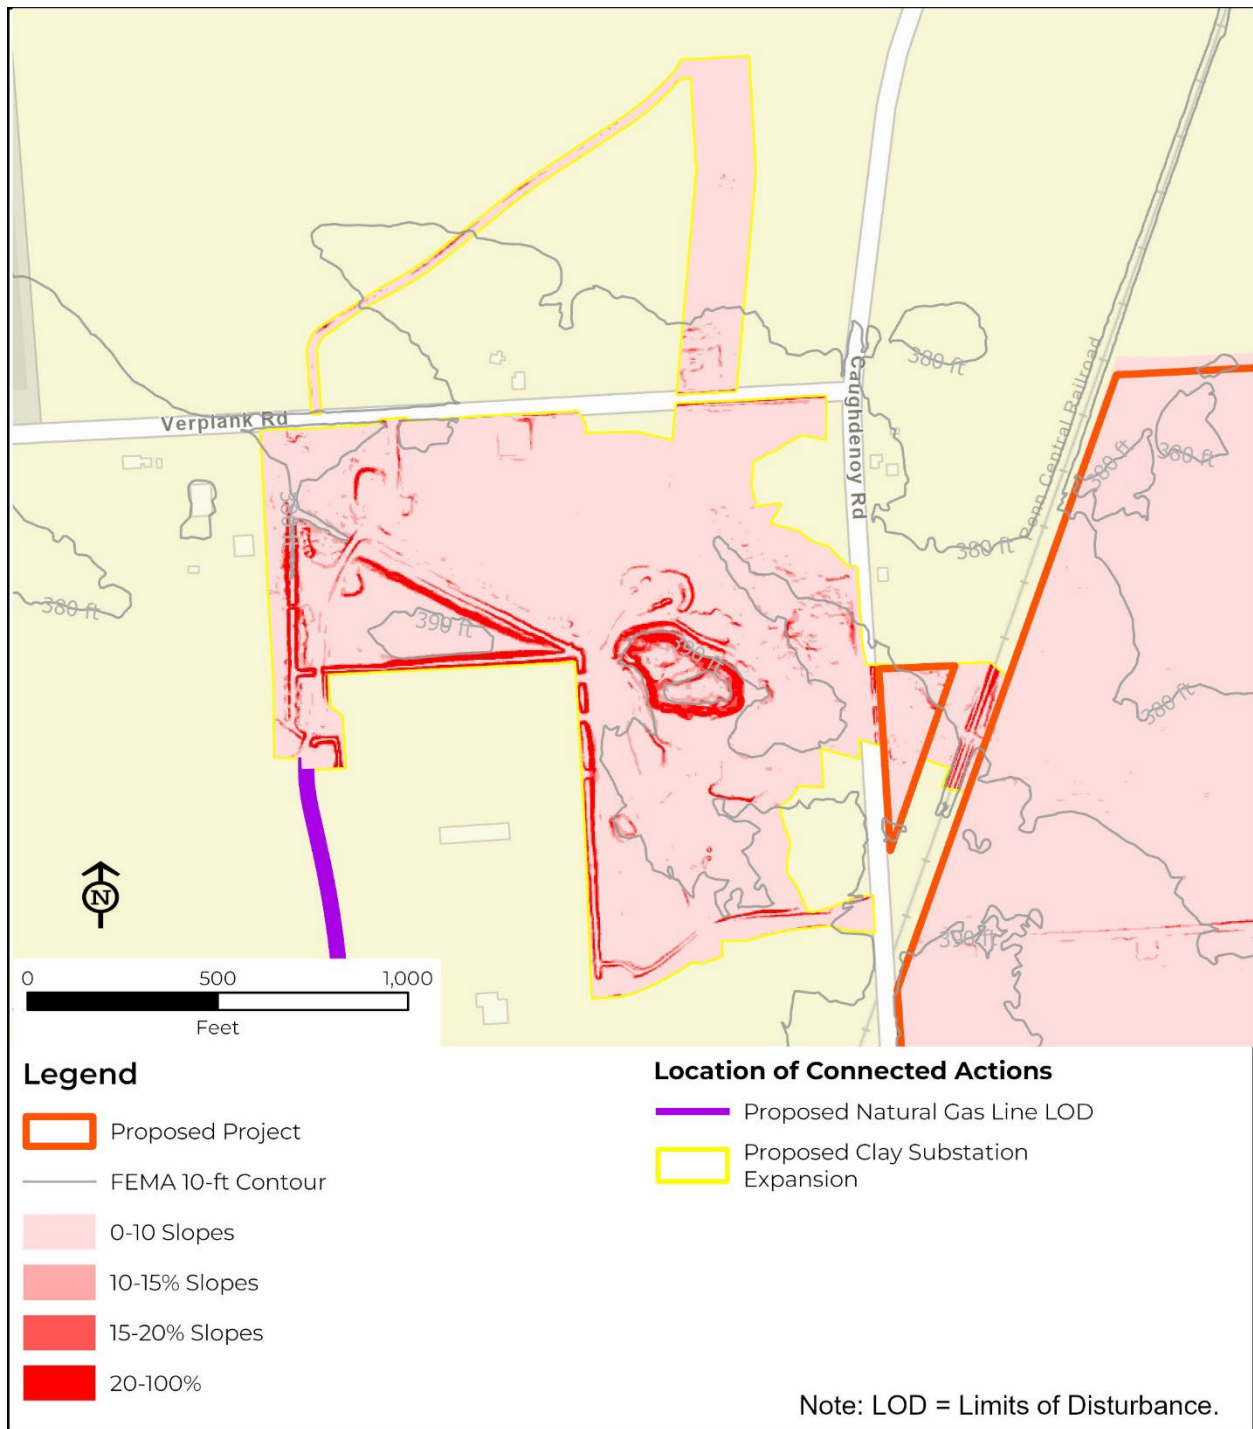 380 ft
Penn Central Railroad
Caughdenoy Rd
Verplank Rd
380 ft
380 ft
380 ft
380 ft
380 ft
390 ft
390 ft
380 ft
390 ft
N
0 500 1,000
Feet
Legend
Proposed Project
FEMA 10-ft Contour
0-10 Slopes
10-15% Slopes
15-20% Slopes
20-100%
Location of Connected Actions
Proposed Natural Gas Line LOD
Proposed Clay Substation
Expansion
Note: LOD = Limits of Disturbance.